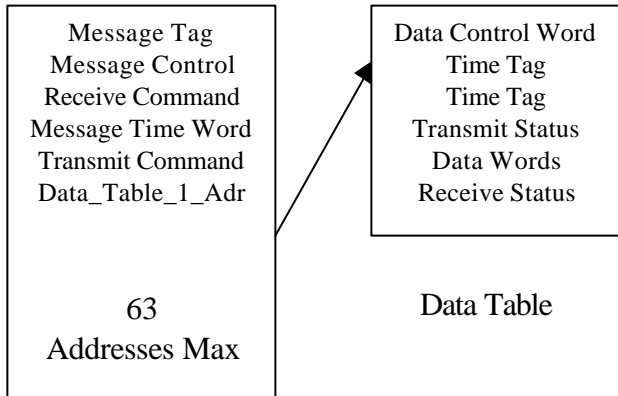 Message Tag
Message Control
Receive Command
Message Time Word
Transmit Command
Data_Table_1_Adr
63
Addresses Max
Data Control Word
Time Tag
Time Tag
Transmit Status
Data Words
Receive Status
Data Table